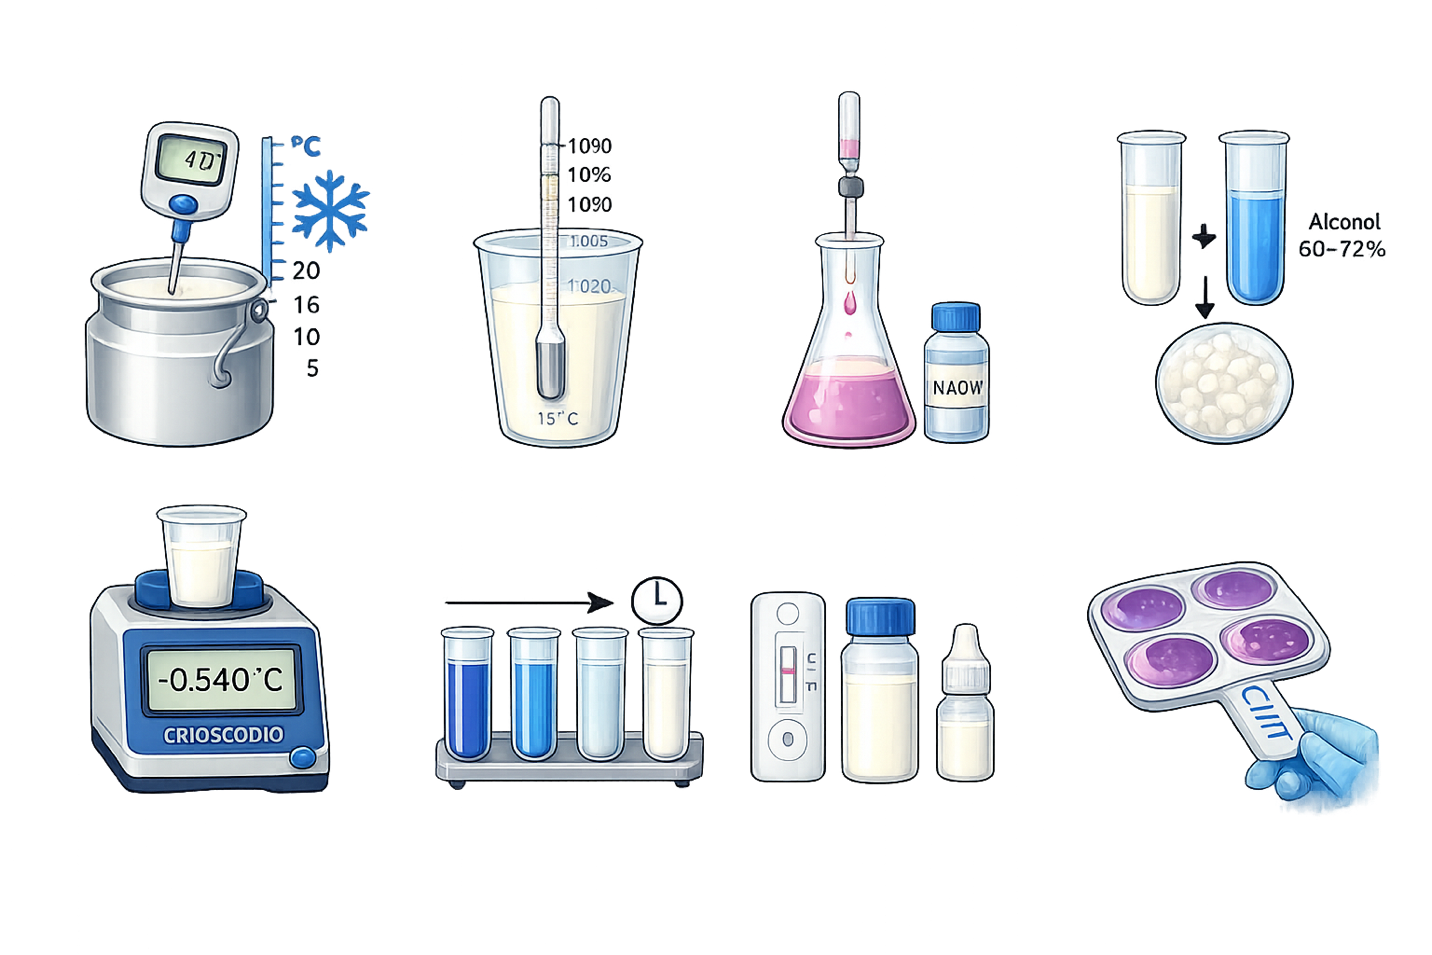 4D
°C
20
16
10
5
1090
10%
1090
1.005
1020
15°C
NAOW
Alconol
60-72%
-0.540°C
CRIOSCODIO
CIIT